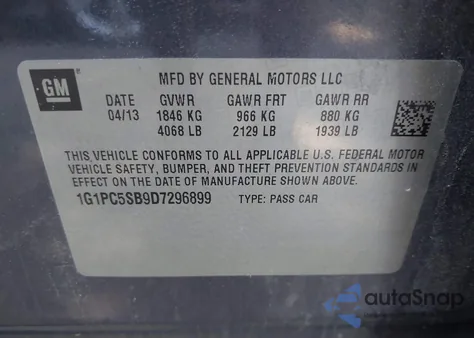 GM
MFD BY GENERAL MOTORS LLC
DATE GVWR GAWR FRT GAWR RR
04/13 1846 KG 966 KG 880 KG
4068 LB 2129 LB 1939 LB
THIS VEHICLE CONFORMS TO ALL APPLICABLE U.S. FEDERAL MOTOR
VEHICLE SAFETY, BUMPER, AND THEFT PREVENTION STANDARDS IN
EFFECT ON THE DATE OF MANUFACTURE SHOWN ABOVE.
1G1PC5SB9D7296899 TYPE: PASS CAR
autoSnap